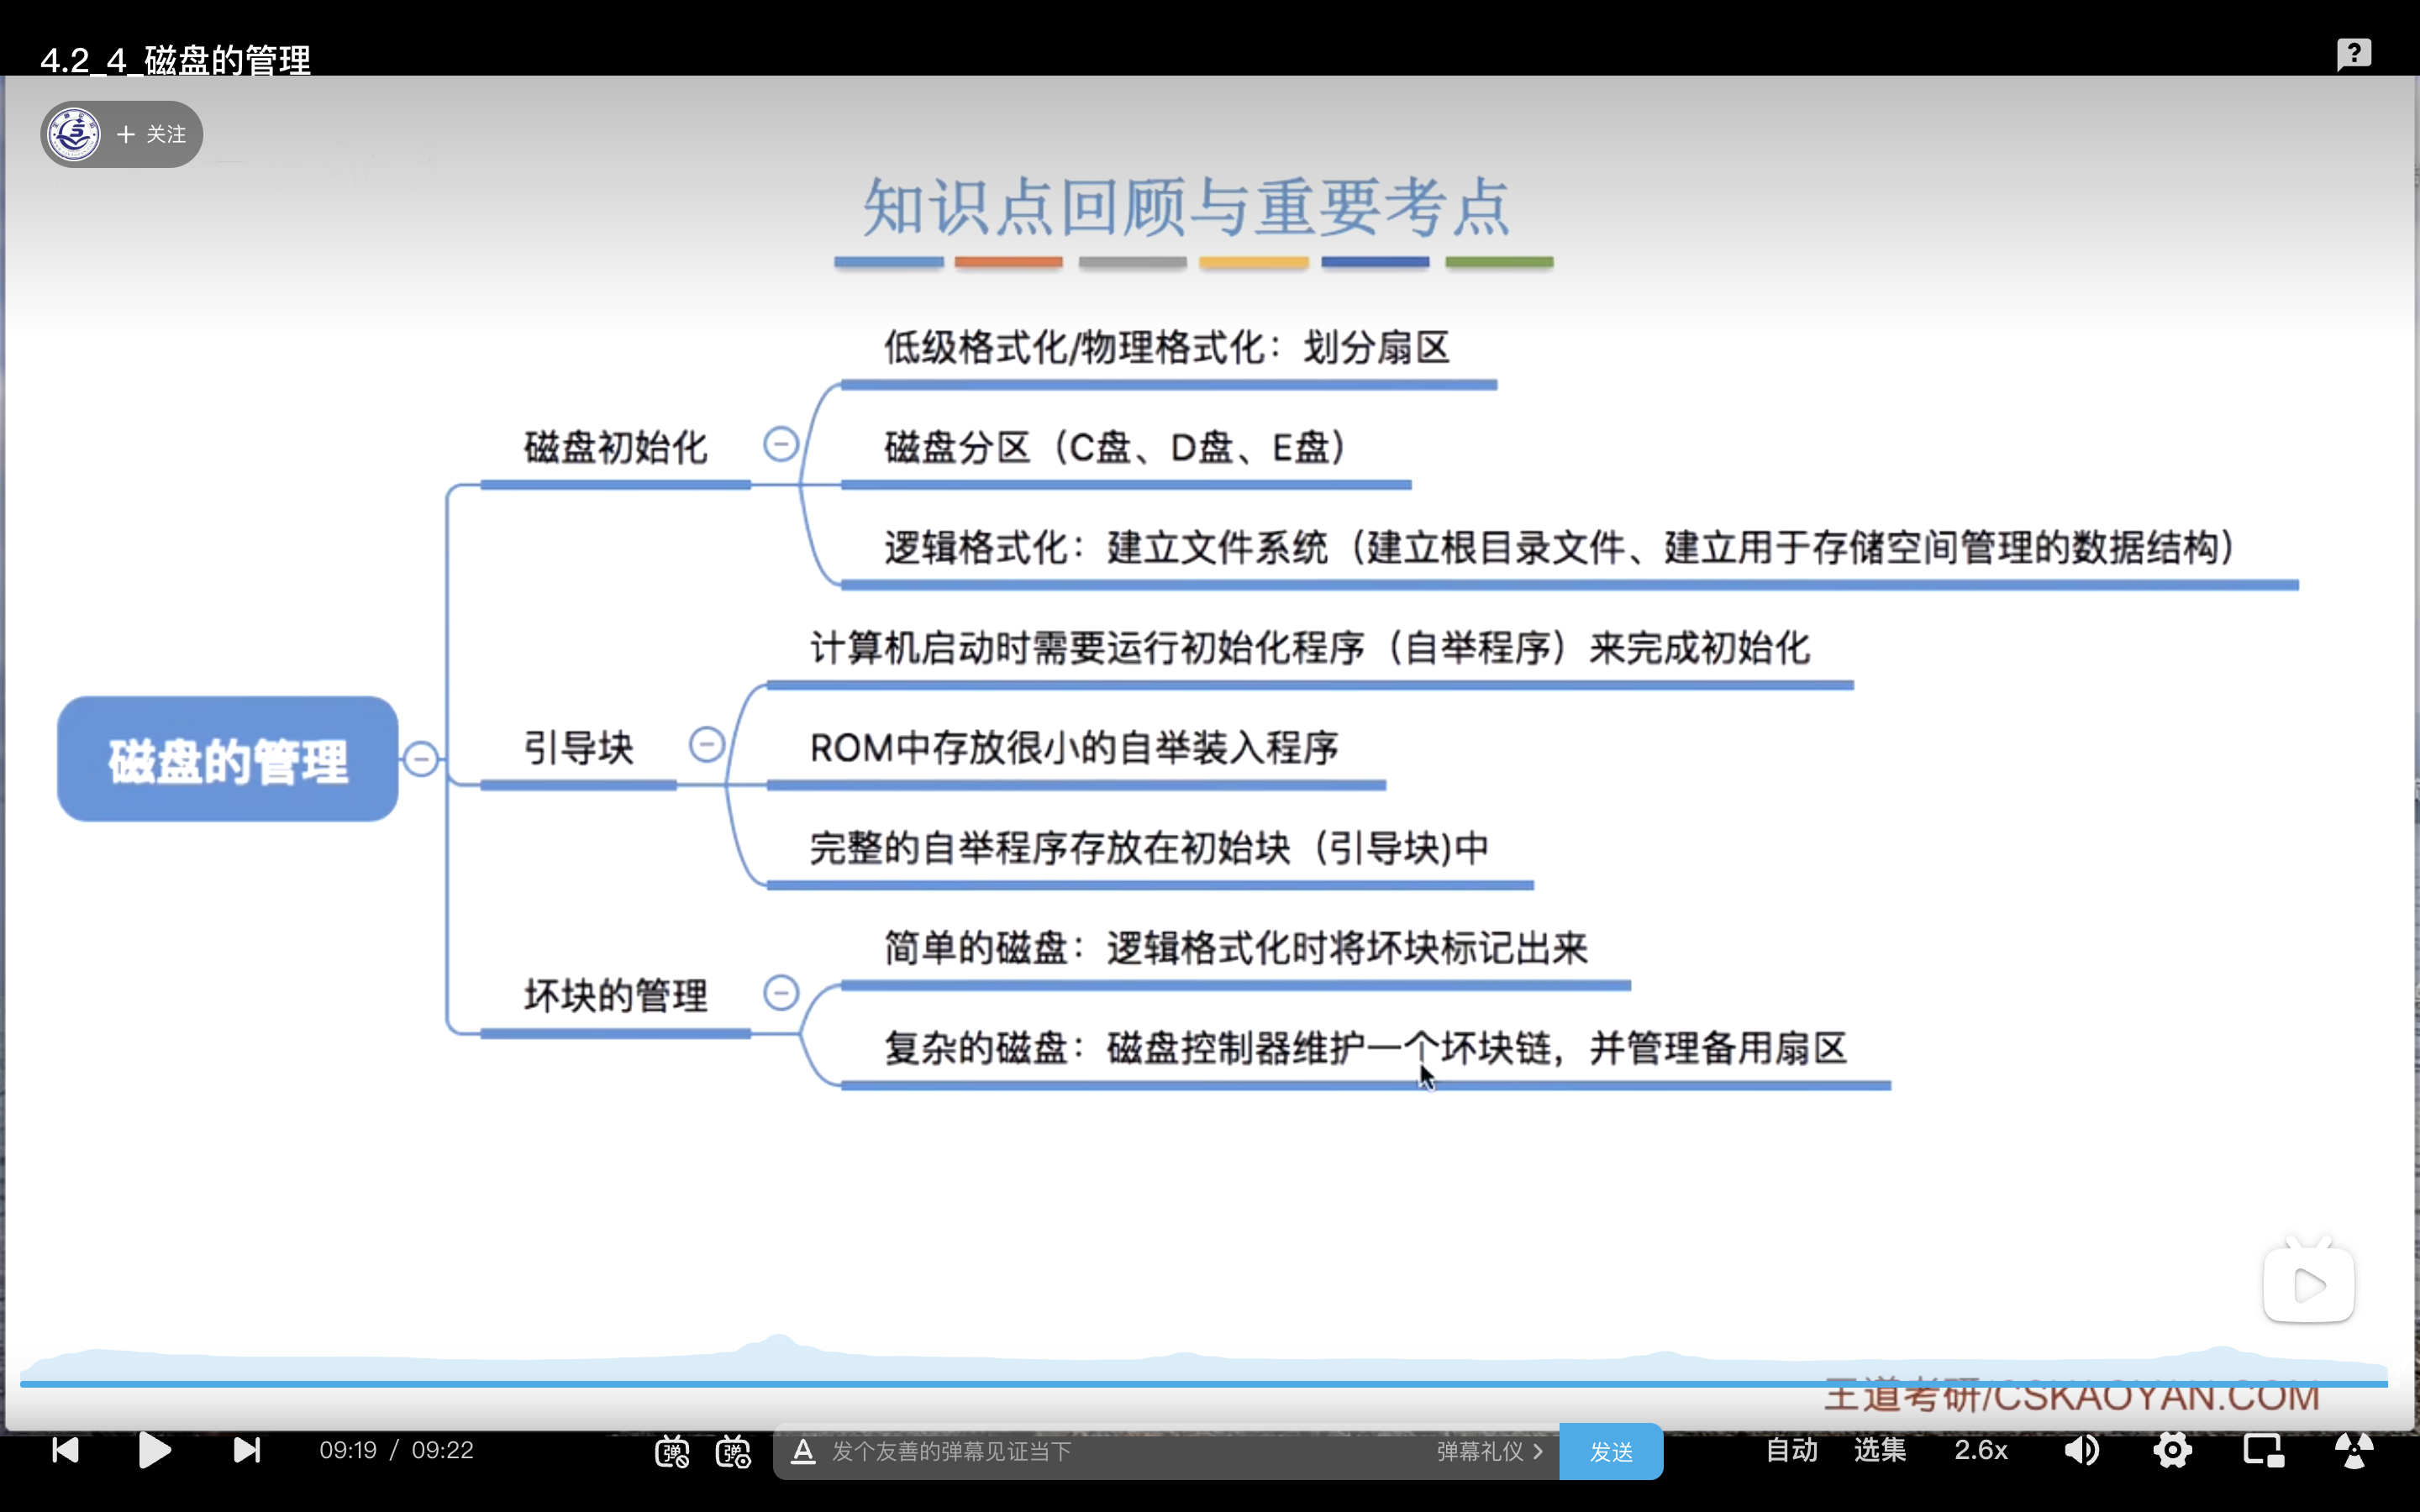 4.2_4_磁盘的管理
+ 关注
知识点回顾与重要考点
低级格式化/物理格式化：划分扇区
磁盘初始化
磁盘分区（C盘、D盘、E盘）
逻辑格式化：建立文件系统（建立根目录文件、建立用于存储空间管理的数据结构）
计算机启动时需要运行初始化程序（自举程序）来完成初始化
磁盘的管理
引导块
ROM中存放很小的自举装入程序
完整的自举程序存放在初始块（引导块)中
简单的磁盘：逻辑格式化时将坏块标记出来
坏块的管理
复杂的磁盘：磁盘控制器维护一个坏块链，并管理备用扇区
王道考研/CSKAOYAN.COM
09:19 / 09:22
弹
弹
A
发个友善的弹幕见证当下
弹幕礼仪 >
发送
自动
选集
2.6x